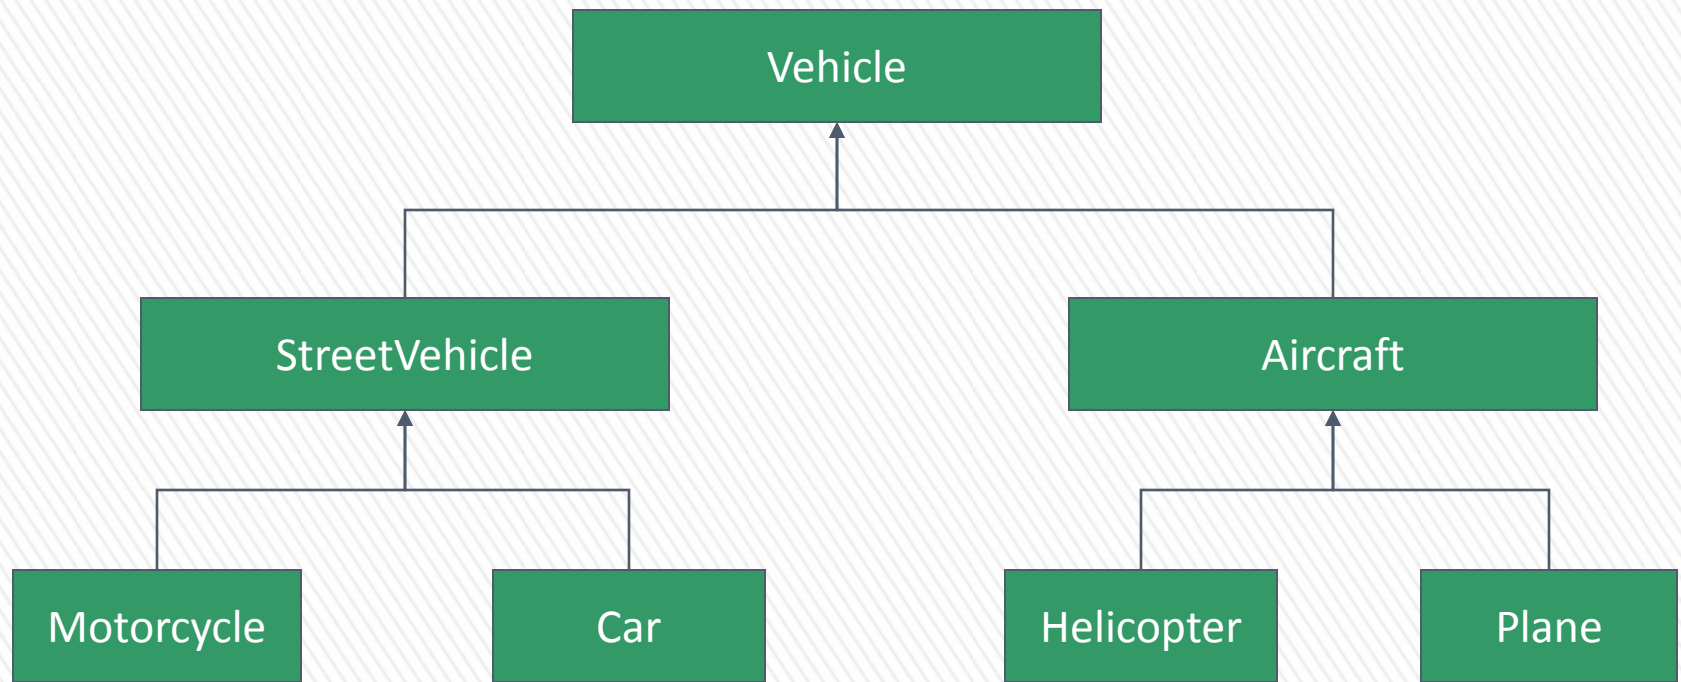 Vehicle
StreetVehicle
Aircraft
Motorcycle
Car
Helicopter
Plane